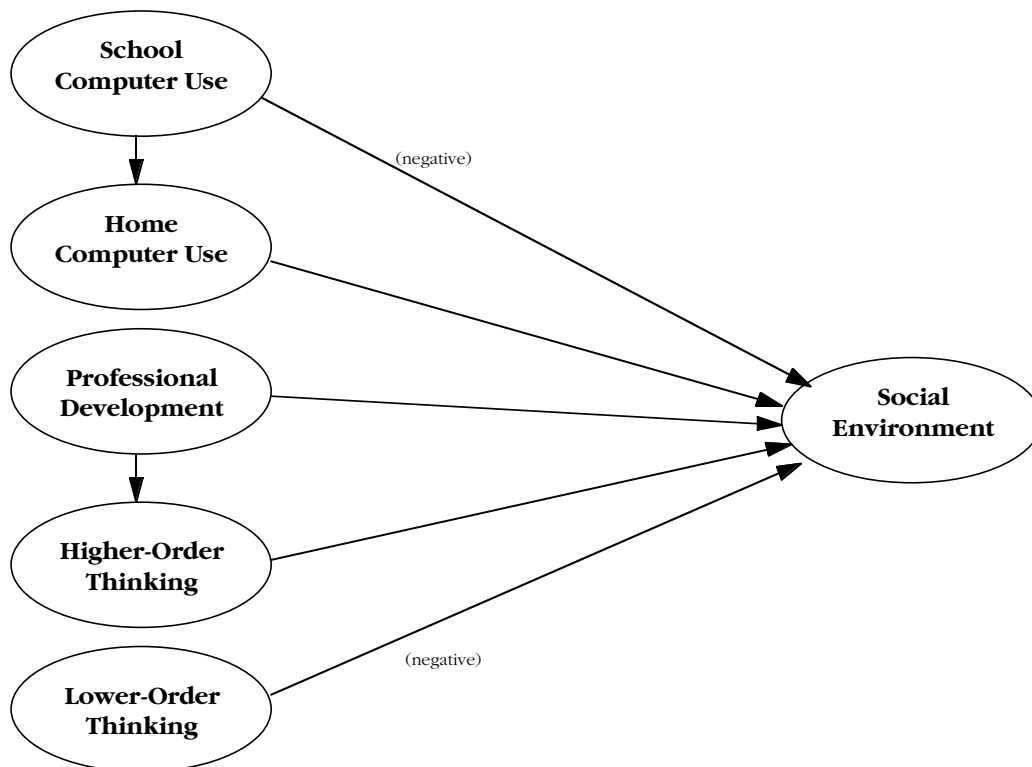 School
Computer Use
(negative)
Home
Computer Use
Professional
Development
Social
Environment
Higher-Order
Thinking
(negative)
Lower-Order
Thinking